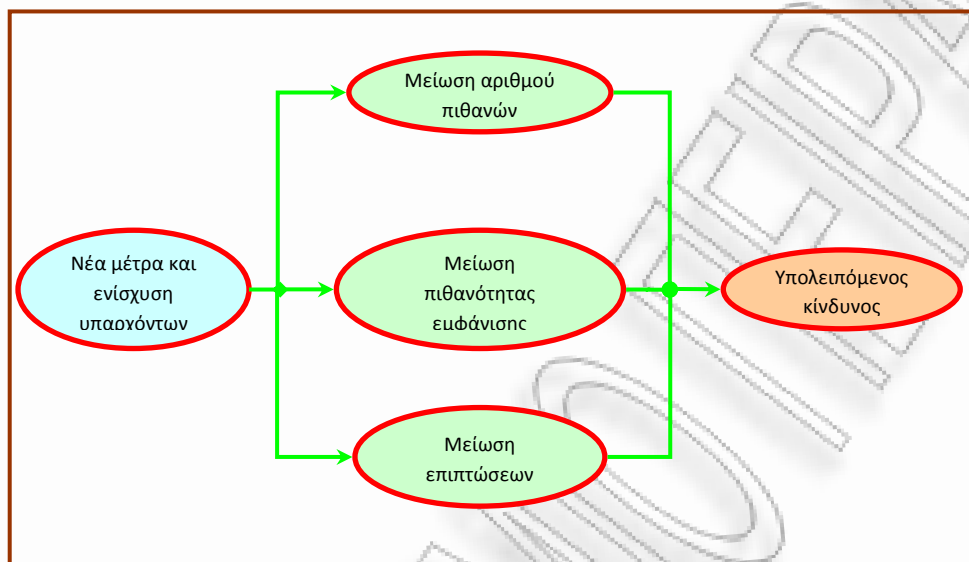 Μείωση αριθμού
πιθανών
Νέα μέτρα και
ενίσχυση
υπαρχόντων
Μείωση
πιθανότητας
εμφάνισης
Υπολειπόμενος
κίνδυνος
Μείωση
επιπτώσεων